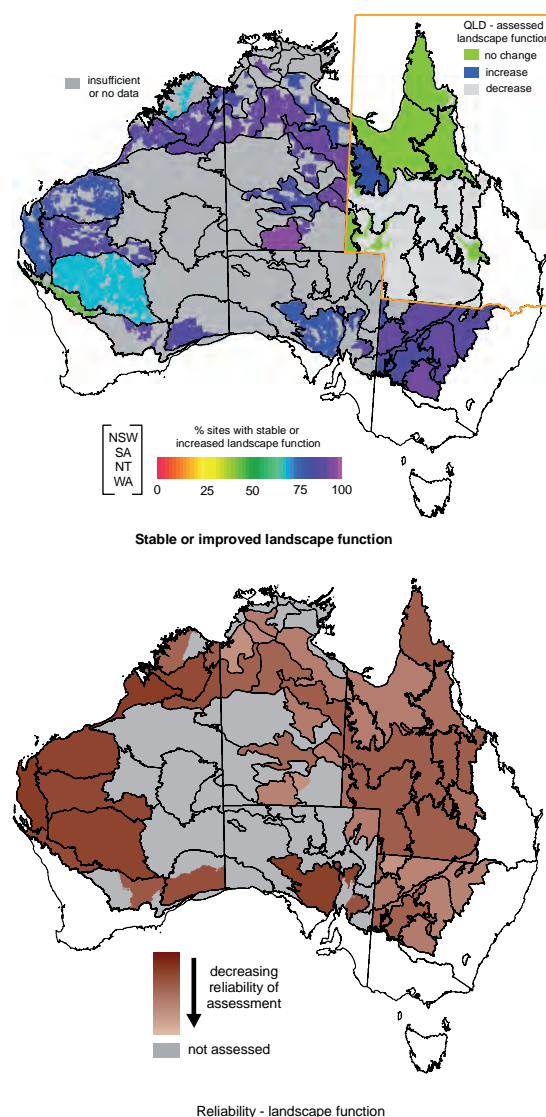 QLD - assessed
landscape function
no change
increase
decrease
insufficient
or no data
NSW
SA
NT
WA
% sites with stable or
increased landscape function
0 25 50 75 100
Stable or improved landscape function
decreasing
reliability of
assessment
not assessed
Reliability - landscape function